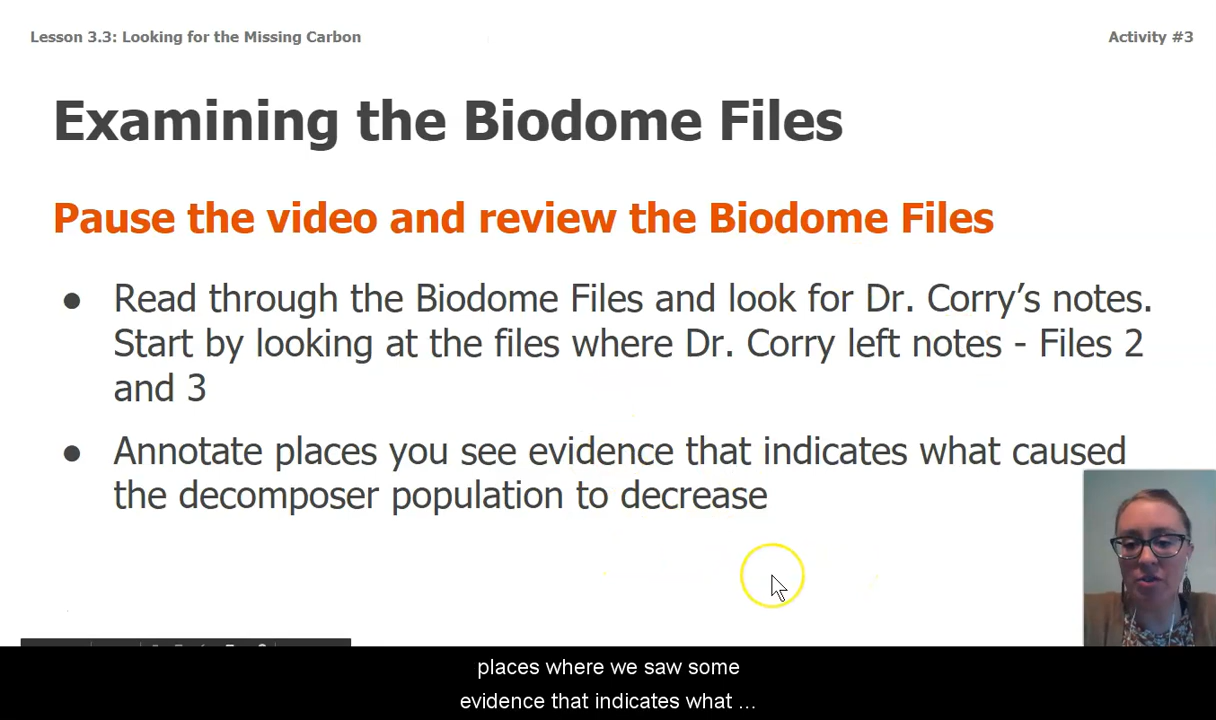 Lesson 3.3: Looking for the Missing Carbon
Activity #3
Examining the Biodome Files
Pause the video and review the Biodome Files
● Read through the Biodome Files and look for Dr. Corry’s notes.
Start by looking at the files where Dr. Corry left notes - Files 2
and 3
● Annotate places you see evidence that indicates what caused
the decomposer population to decrease
places where we saw some
evidence that indicates what ...